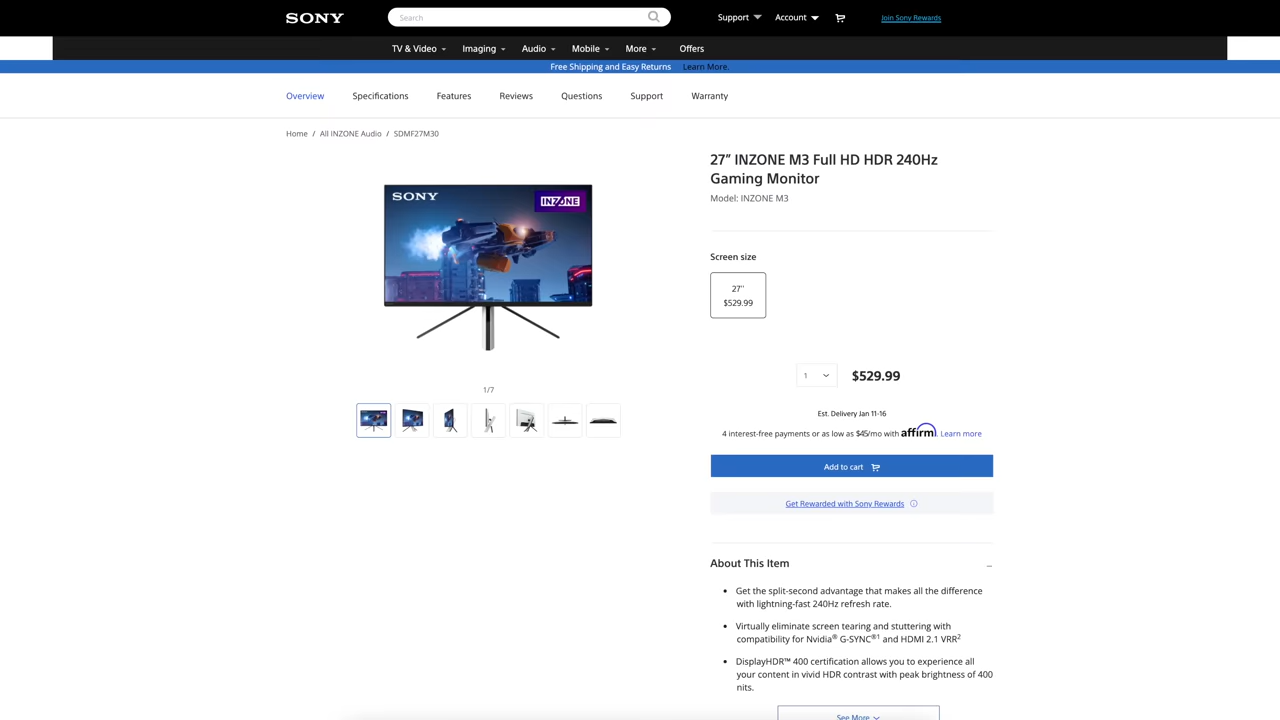 SONY
Search
Support
Account
Join Sony Rewards
TV & Video
Imaging
Audio
Mobile
More
Offers
Free Shipping and Easy Returns Learn More.
Overview
Specifications
Features
Reviews
Questions
Support
Warranty
Home / All INZONE Audio / SDMF27M30
SONY
INZONE
1/7
27” INZONE M3 Full HD HDR 240Hz
Gaming Monitor
Model: INZONE M3
Screen size
27''
$529.99
1
$529.99
Est. Delivery Jan 11-16
4 interest-free payments or as low as $45/mo with affirm. Learn more
Add to cart
Get Rewarded with Sony Rewards
About This Item
• Get the split-second advantage that makes all the difference
with lightning-fast 240Hz refresh rate.
• Virtually eliminate screen tearing and stuttering with
compatibility for Nvidia® G-SYNC®1 and HDMI 2.1 VRR2
• DisplayHDR™ 400 certification allows you to experience all
your content in vivid HDR contrast with peak brightness of 400
nits.
See More